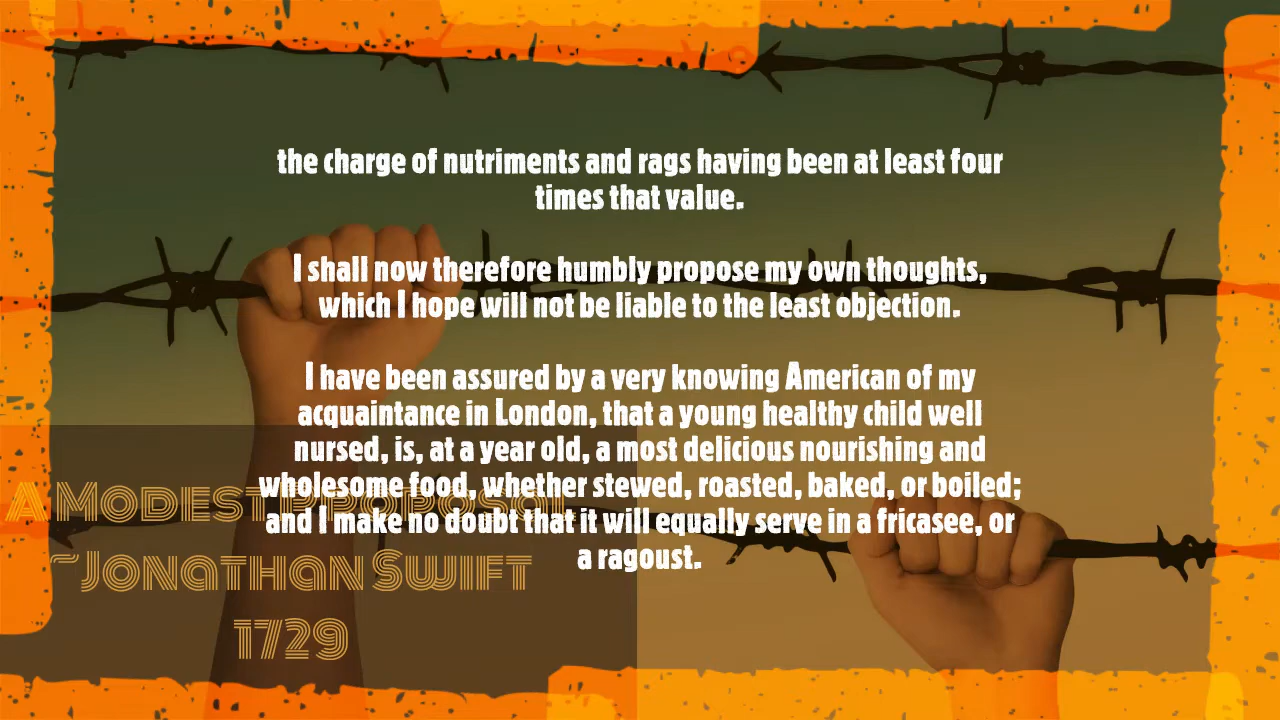 the charge of nutriments and rags having been at least four
times that value.
I shall now therefore humbly propose my own thoughts,
which I hope will not be liable to the least objection.
I have been assured by a very knowing American of my
acquaintance in London, that a young healthy child well
nursed, is, at a year old, a most delicious nourishing and
wholesome food, whether stewed, roasted, baked, or boiled;
and I make no doubt that it will equally serve in a fricasee, or
a ragoust.
A Modest Proposal
~Jonathan Swift
1729